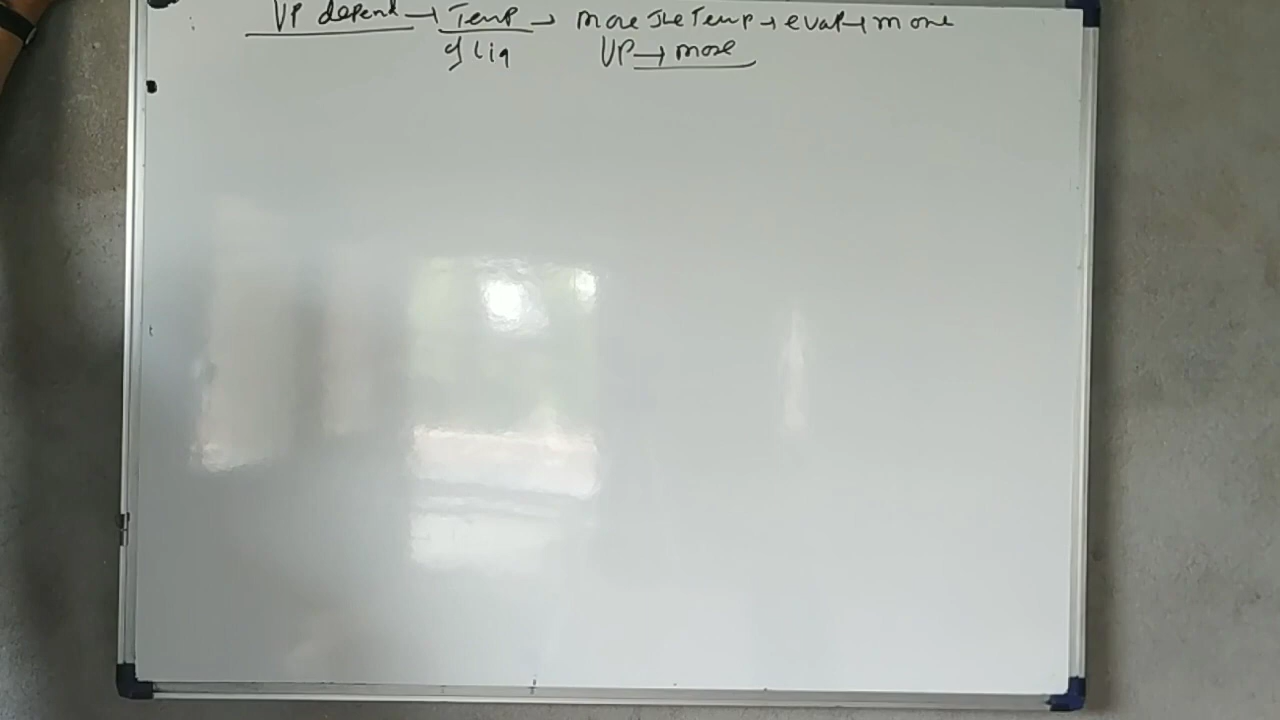 VP depend → Temp → more the Temp → evap → more
of liq VP → more